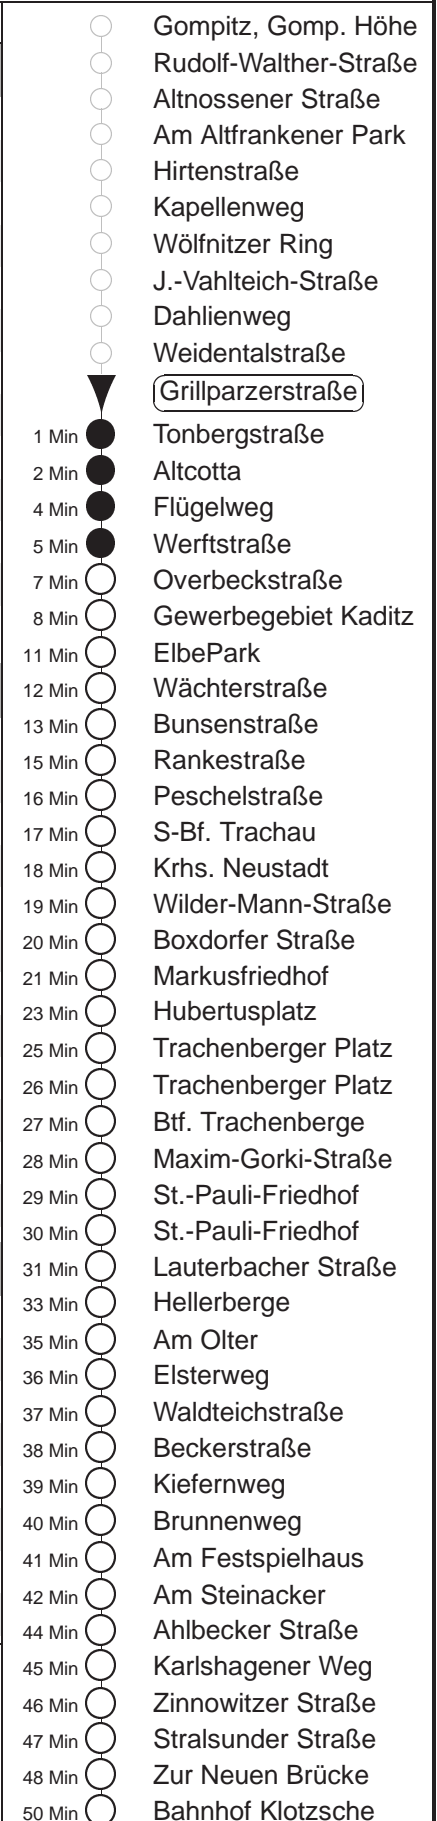 Gompitz, Gomp. Höhe
Rudolf-Walther-Straße
Altnossener Straße
Am Altfrankener Park
Hirtenstraße
Kapellenweg
Wölfnitzer Ring
J.-Vahlteich-Straße
Dahlienweg
Weidentalstraße
Grillparzerstraße
1 Min Tonbergstraße
2 Min Altcotta
4 Min Flügelweg
5 Min Werftstraße
7 Min Overbeckstraße
8 Min Gewerbegebiet Kaditz
11 Min ElbePark
12 Min Wächterstraße
13 Min Bunsenstraße
15 Min Rankestraße
16 Min Peschelstraße
17 Min S-Bf. Trachau
18 Min Krhs. Neustadt
19 Min Wilder-Mann-Straße
20 Min Boxdorfer Straße
21 Min Markusfriedhof
23 Min Hubertusplatz
25 Min Trachenberger Platz
26 Min Trachenberger Platz
27 Min Btf. Trachenberge
28 Min Maxim-Gorki-Straße
29 Min St.-Pauli-Friedhof
30 Min St.-Pauli-Friedhof
31 Min Lauterbacher Straße
33 Min Hellerberge
35 Min Am Olter
36 Min Elsterweg
37 Min Waldteichstraße
38 Min Beckerstraße
39 Min Kiefernweg
40 Min Brunnenweg
41 Min Am Festspielhaus
42 Min Am Steinacker
44 Min Ahlbecker Straße
45 Min Karlshagener Weg
46 Min Zinnowitzer Straße
47 Min Stralsunder Straße
48 Min Zur Neuen Brücke
50 Min Bahnhof Klotzsche